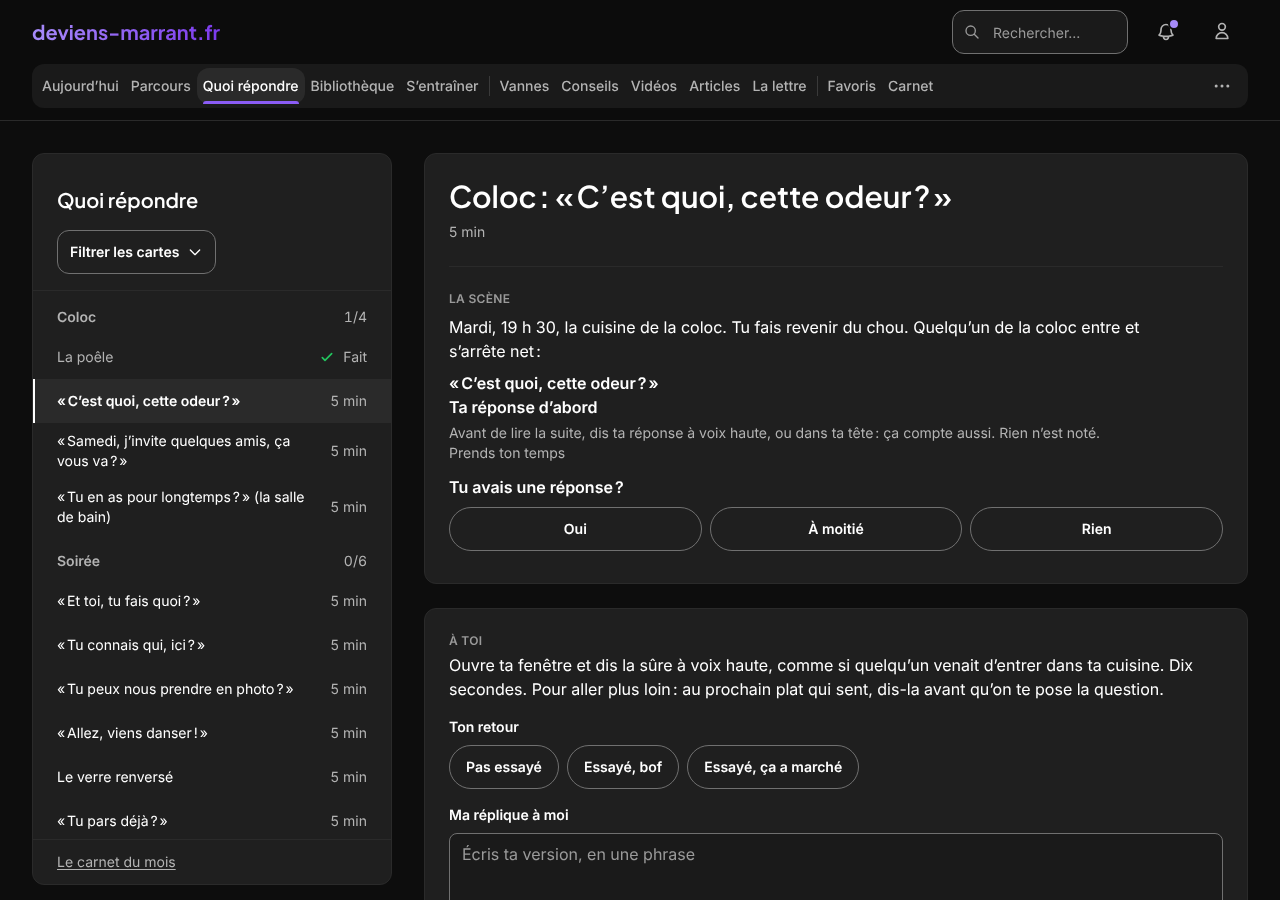 deviens-marrant.fr
Rechercher...
Aujourd'hui Parcours Quoi répondre Bibliothèque S'entraîner Vannes Conseils Vidéos Articles La lettre Favoris Carnet
Quoi répondre
Filtrer les cartes
Coloc 1/4
La poêle Fait
« C'est quoi, cette odeur ? » 5 min
« Samedi, j'invite quelques amis, ça
vous va ? » 5 min
« Tu en as pour longtemps ? » (la salle
de bain) 5 min
Soirée 0/6
« Et toi, tu fais quoi ? » 5 min
« Tu connais qui, ici ? » 5 min
« Tu peux nous prendre en photo ? » 5 min
« Allez, viens danser ! » 5 min
Le verre renversé 5 min
« Tu pars déjà ? » 5 min
Le carnet du mois
Coloc : « C'est quoi, cette odeur ? »
5 min
LA SCÈNE
Mardi, 19 h 30, la cuisine de la coloc. Tu fais revenir du chou. Quelqu'un de la coloc entre et
s'arrête net :
« C'est quoi, cette odeur ? »
Ta réponse d'abord
Avant de lire la suite, dis ta réponse à voix haute, ou dans ta tête : ça compte aussi. Rien n'est noté.
Prends ton temps
Tu avais une réponse ?
Oui À moitié Rien
À TOI
Ouvre ta fenêtre et dis la sûre à voix haute, comme si quelqu'un venait d'entrer dans ta cuisine. Dix
secondes. Pour aller plus loin : au prochain plat qui sent, dis-la avant qu'on te pose la question.
Ton retour
Pas essayé Essayé, bof Essayé, ça a marché
Ma réplique à moi
Écris ta version, en une phrase